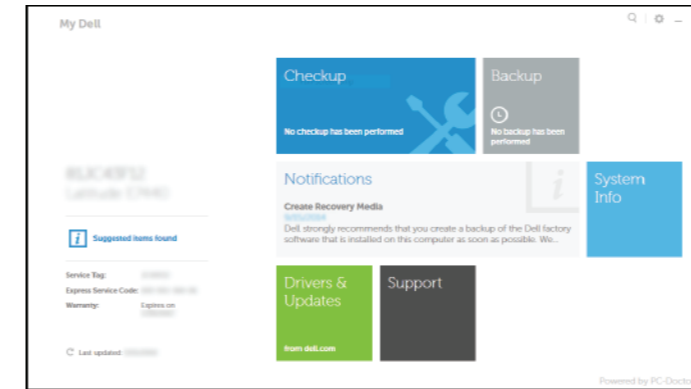 My Dell
Checkup
No checkup has been performed
Backup
No backup has been
performed
Notifications
Create Recovery Media
Dell strongly recommends that you create a backup of the Dell factory
software that is installed on this computer as soon as possible. We...
System
Info
Suggested items found
Service Tag:
Express Service Code:
Warranty: Expires on
Last updated
Drivers &
Updates
from dell.com
Support
Powered by PC-Docto